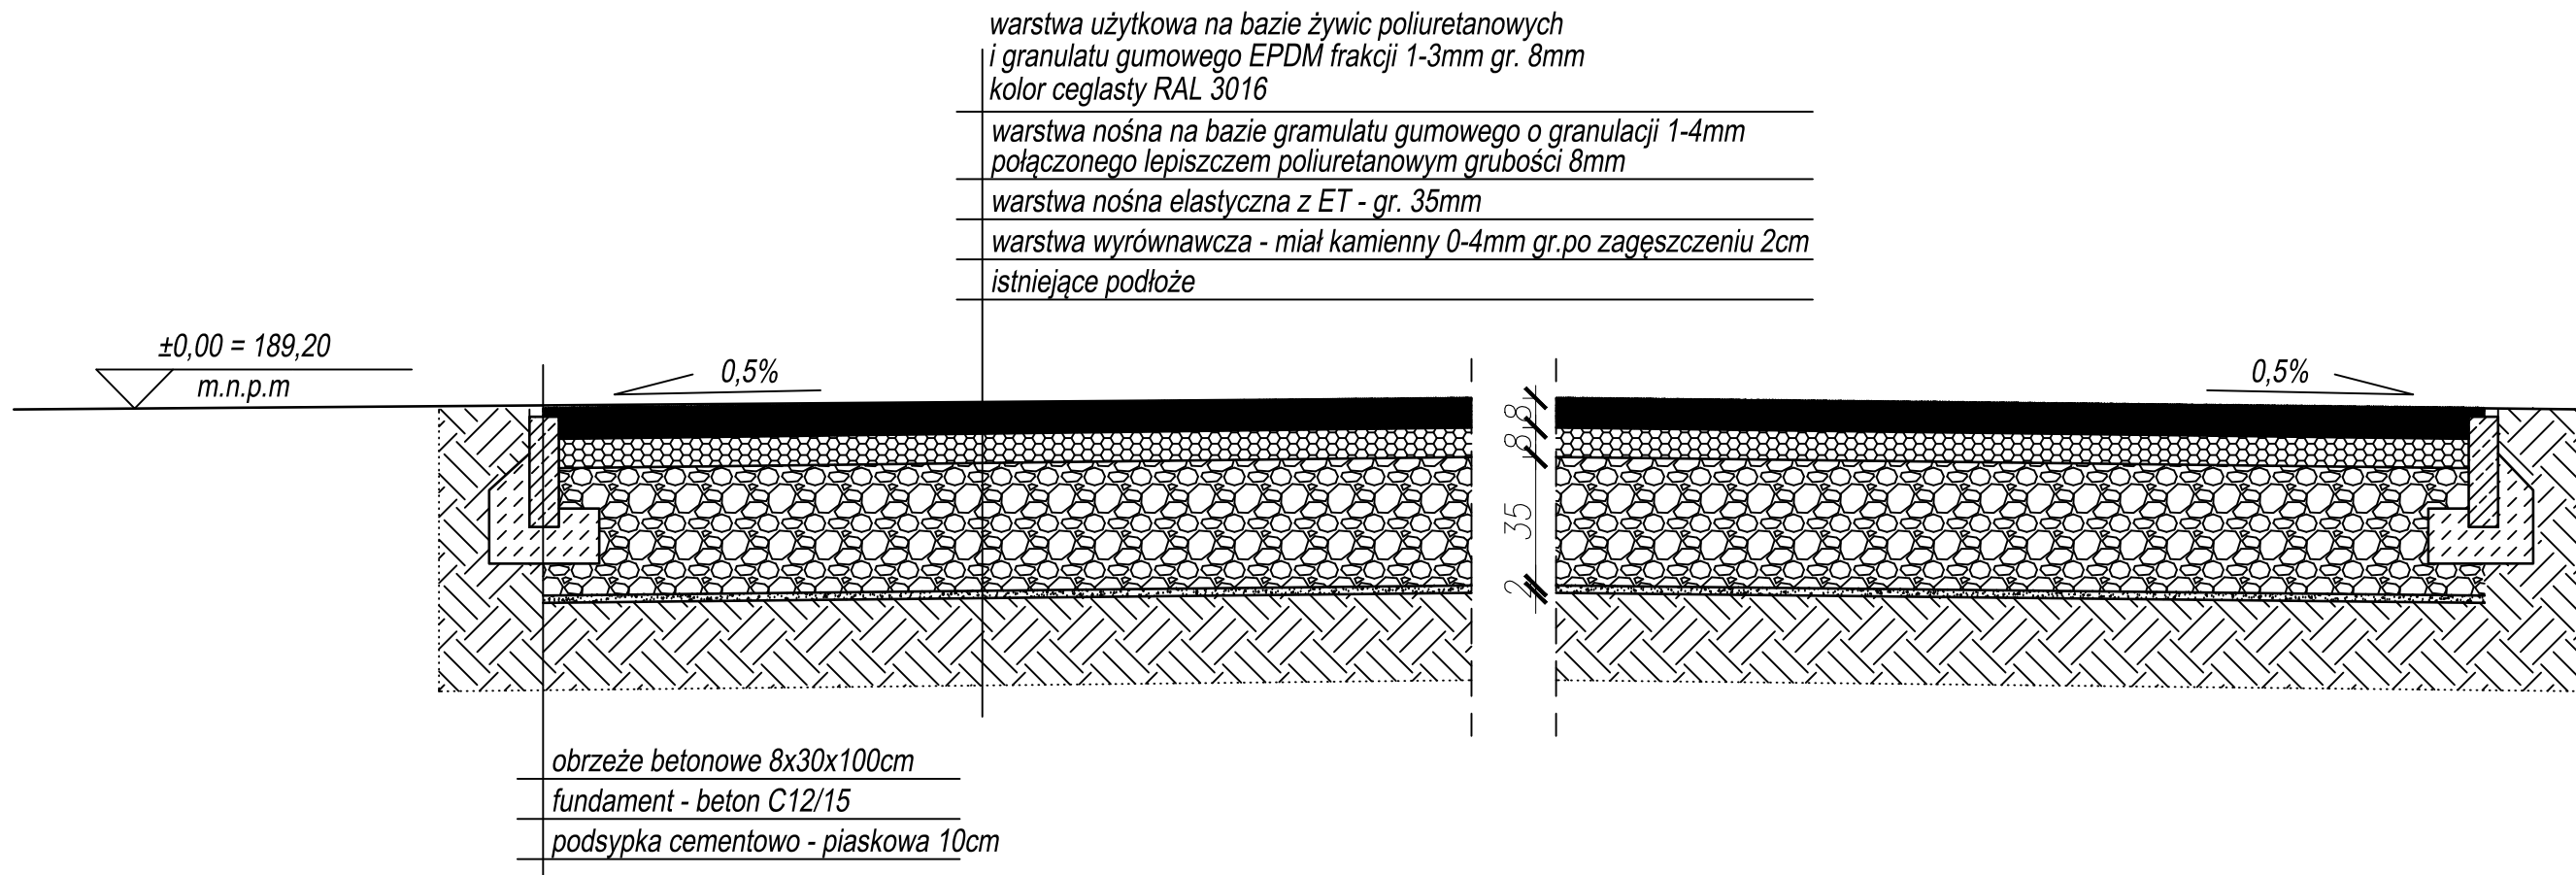 warstwa użytkowa na bazie żywic poliuretanowych
i granulatu gumowego EPDM frakcji 1-3mm gr. 8mm
kolor ceglasty RAL 3016
warstwa nośna na bazie gramulatu gumowego o granulacji 1-4mm
połączonego lepiszczem poliuretanowym grubości 8mm
warstwa nośna elastyczna z ET - gr. 35mm
warstwa wyrównawcza - miał kamienny 0-4mm gr.po zagęszczeniu 2cm
istniejące podłoże
±0,00 = 189,20
m.n.p.m
0,5%
0,5%
8
8
35
2
obrzeże betonowe 8x30x100cm
fundament - beton C12/15
podsypka cementowo - piaskowa 10cm